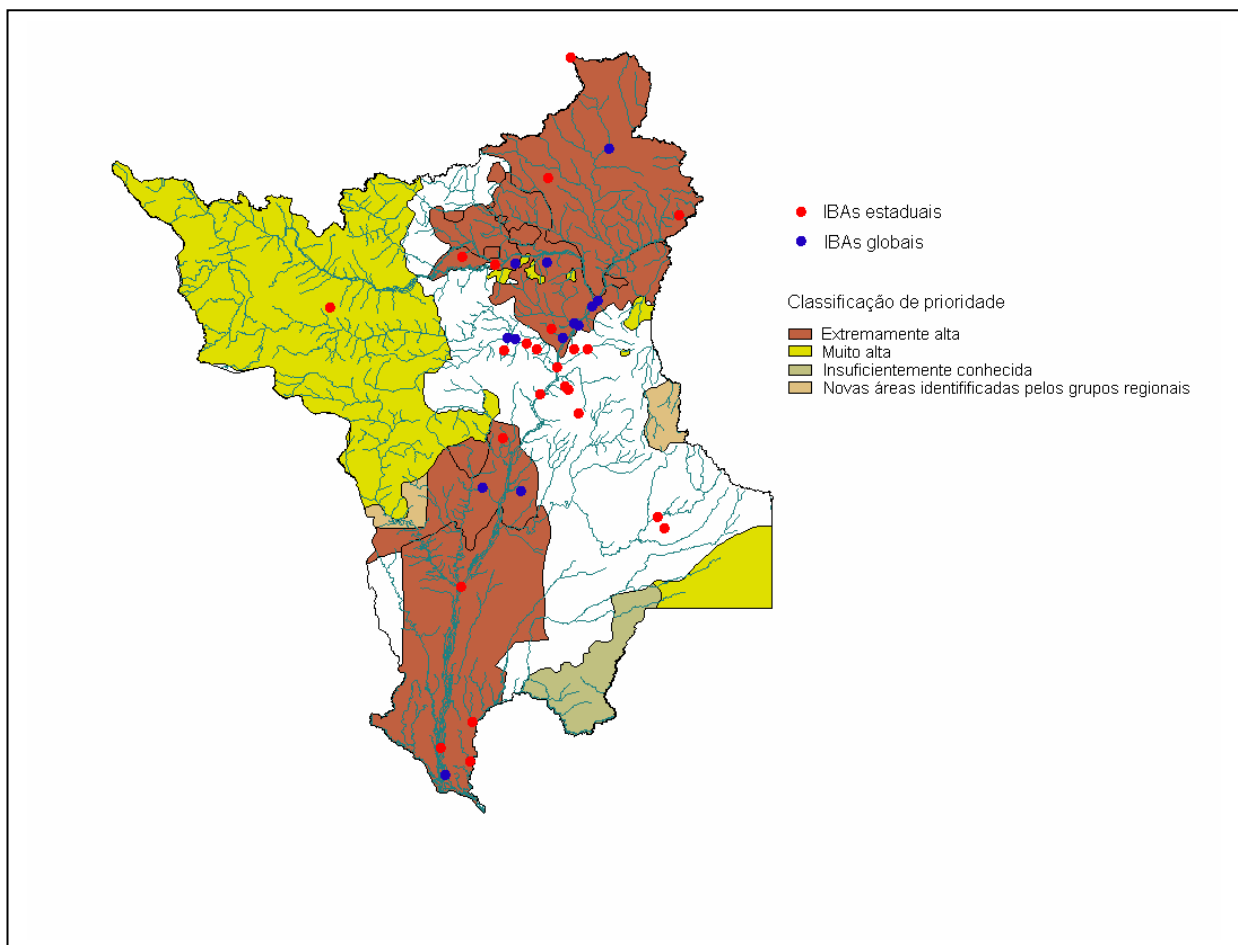 IBAs estaduais
IBAs globais
Classificação de prioridade
Extremamente alta
Muito alta
Insuficientemente conhecida
Novas áreas identifificadas pelos grupos regionais